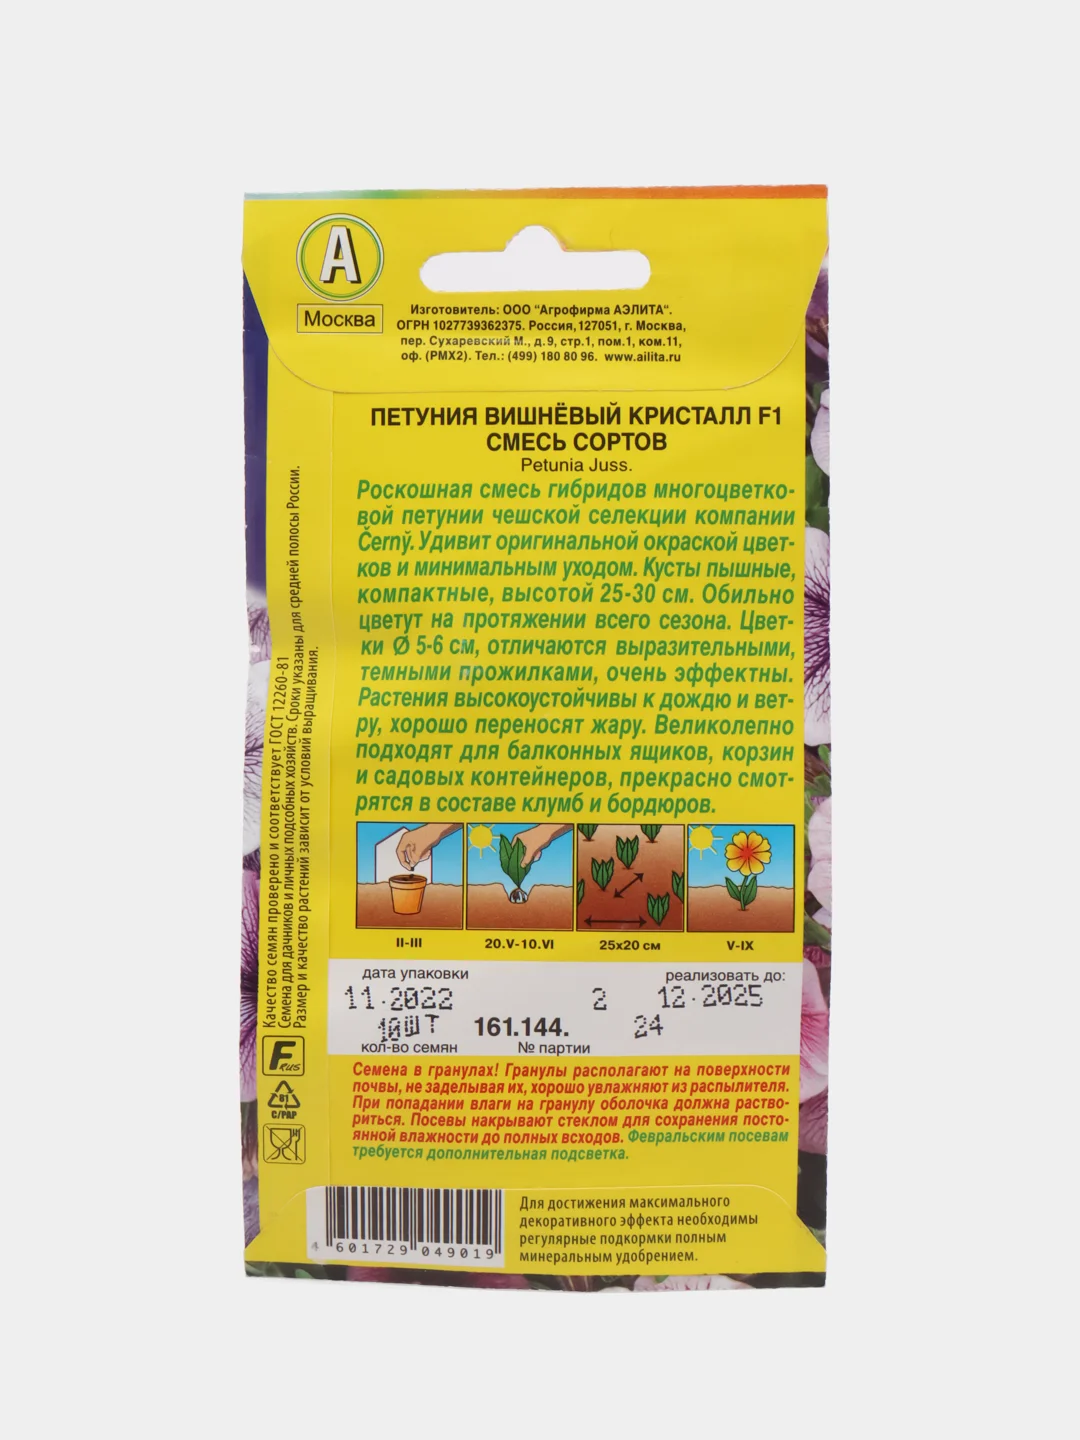 А
Москва
Изготовитель: ООО "Агрофирма АЭЛИТА".
ОГРН 1027739362375. Россия, 127051, г. Москва,
пер. Сухаревский М., д.9, стр.1, пом.1, ком.11,
оф. (РМХ2). Тел.: (499) 180 80 96. www.ailita.ru
ПЕТУНИЯ ВИШНЁВЫЙ КРИСТАЛЛ F1
СМЕСЬ СОРТОВ
Petunia Juss.
Роскошная смесь гибридов многоцветко-
вой петунии чешской селекции компании
Černý. Удивит оригинальной окраской цвет-
ков и минимальным уходом. Кусты пышные,
компактные, высотой 25-30 см. Обильно
цветут на протяжении всего сезона. Цвет-
ки Ø 5-6 см, отличаются выразительными,
темными прожилками, очень эффектны.
Растения высокоустойчивы к дождю и вет-
ру, хорошо переносят жару. Великолепно
подходят для балконных ящиков, корзин
и садовых контейнеров, прекрасно смот-
рятся в составе клумб и бордюров.
II-III 20.V-10.VI 25x20 см V-IX
дата упаковки реализовать до:
11.2022 2 12.2025
10шт 161.144. 24
кол-во семян № партии
Семена в гранулах! Гранулы располагают на поверхности
почвы, не заделывая их, хорошо увлажняют из распылителя.
При попадании влаги на гранулу оболочка должна раство-
риться. Посевы накрывают стеклом для сохранения посто-
янной влажности до полных всходов. Февральским посевам
требуется дополнительная подсветка.
Качество семян проверено и соответствует ГОСТ 12260-81
Семена для дачников и личных подсобных хозяйств. Сроки указаны для средней полосы России.
Размер и качество растений зависит от условий выращивания.
F RUS
81
C/PAP
4 601729 049019
Для достижения максимального
декоративного эффекта необходимы
регулярные подкормки полным
минеральным удобрением.